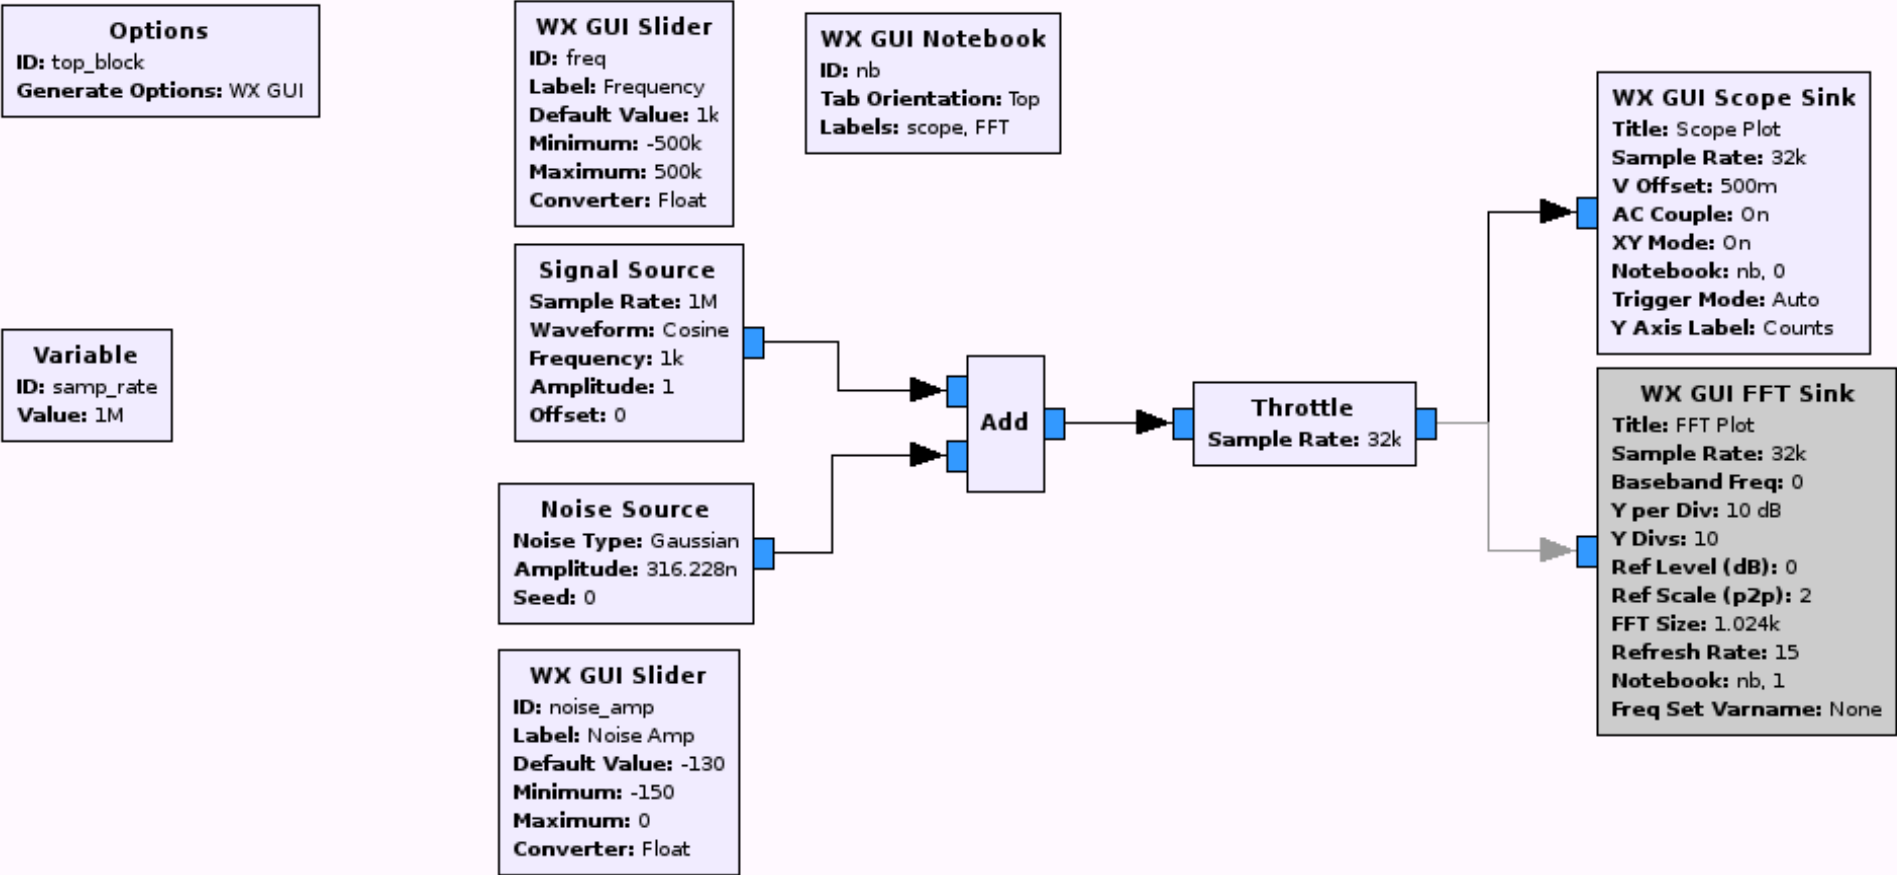 Options
ID: top_block
Generate Options: WX GUI
Variable
ID: samp_rate
Value: 1M
WX GUI Slider
ID: freq
Label: Frequency
Default Value: 1k
Minimum: -500k
Maximum: 500k
Converter: Float
Signal Source
Sample Rate: 1M
Waveform: Cosine
Frequency: 1k
Amplitude: 1
Offset: 0
Noise Source
Noise Type: Gaussian
Amplitude: 316.228n
Seed: 0
WX GUI Slider
ID: noise_amp
Label: Noise Amp
Default Value: -130
Minimum: -150
Maximum: 0
Converter: Float
WX GUI Notebook
ID: nb
Tab Orientation: Top
Labels: scope, FFT
Add
Throttle
Sample Rate: 32k
WX GUI Scope Sink
Title: Scope Plot
Sample Rate: 32k
V Offset: 500m
AC Couple: On
XY Mode: On
Notebook: nb, 0
Trigger Mode: Auto
Y Axis Label: Counts
WX GUI FFT Sink
Title: FFT Plot
Sample Rate: 32k
Baseband Freq: 0
Y per Div: 10 dB
Y Divs: 10
Ref Level (dB): 0
Ref Scale (p2p): 2
FFT Size: 1.024k
Refresh Rate: 15
Notebook: nb, 1
Freq Set Varname: None